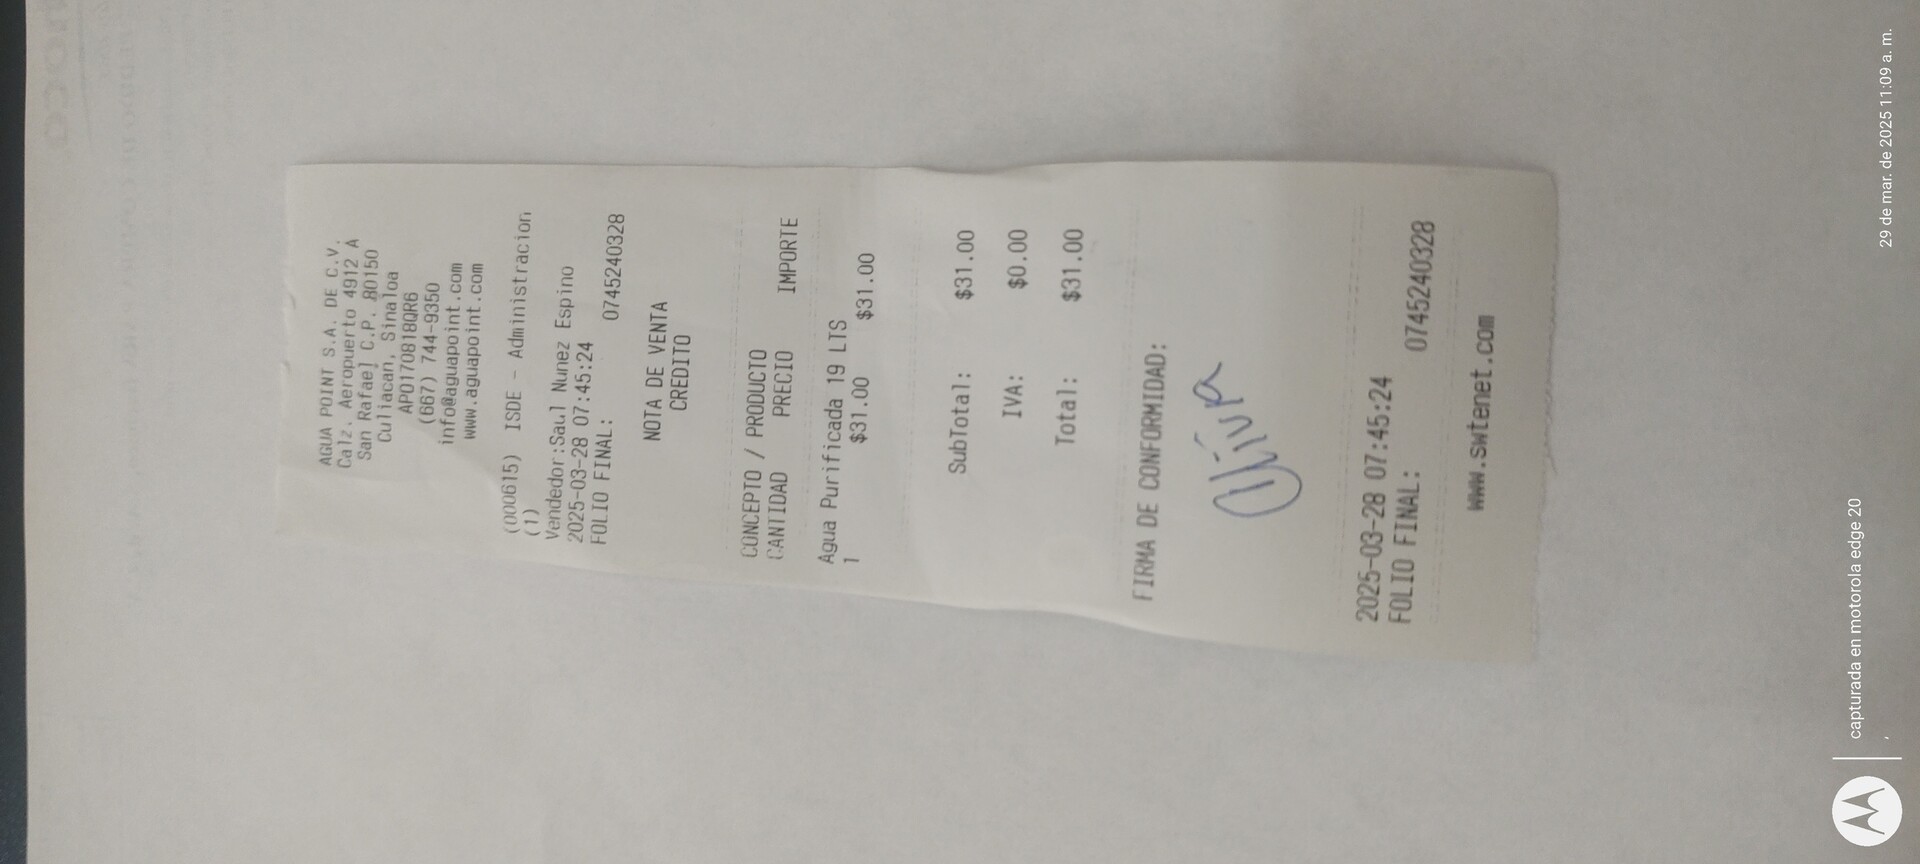 AGUA POINT S.A. DE C.V.
Calz. Aeropuerto 4912 A
San Rafael C.P. 80150
Culiacan, Sinaloa
APO170818QR6
(667) 744-9350
info@aguapoint.com
www.aguapoint.com
(000615) ISDE - Administracion
(1)
Vendedor:Saul Nunez Espino
2025-03-28 07:45:24
FOLIO FINAL: 0745240328
NOTA DE VENTA
CREDITO
CONCEPTO / PRODUCTO
CANTIDAD PRECIO IMPORTE
Agua Purificada 19 LTS
1 $31.00 $31.00
SubTotal: $31.00
IVA: $0.00
Total: $31.00
FIRMA DE CONFORMIDAD:
2025-03-28 07:45:24
FOLIO FINAL: 0745240328
www.swtenet.com
capturada en motorola edge 20
29 de mar. de 2025 11:09 a. m.